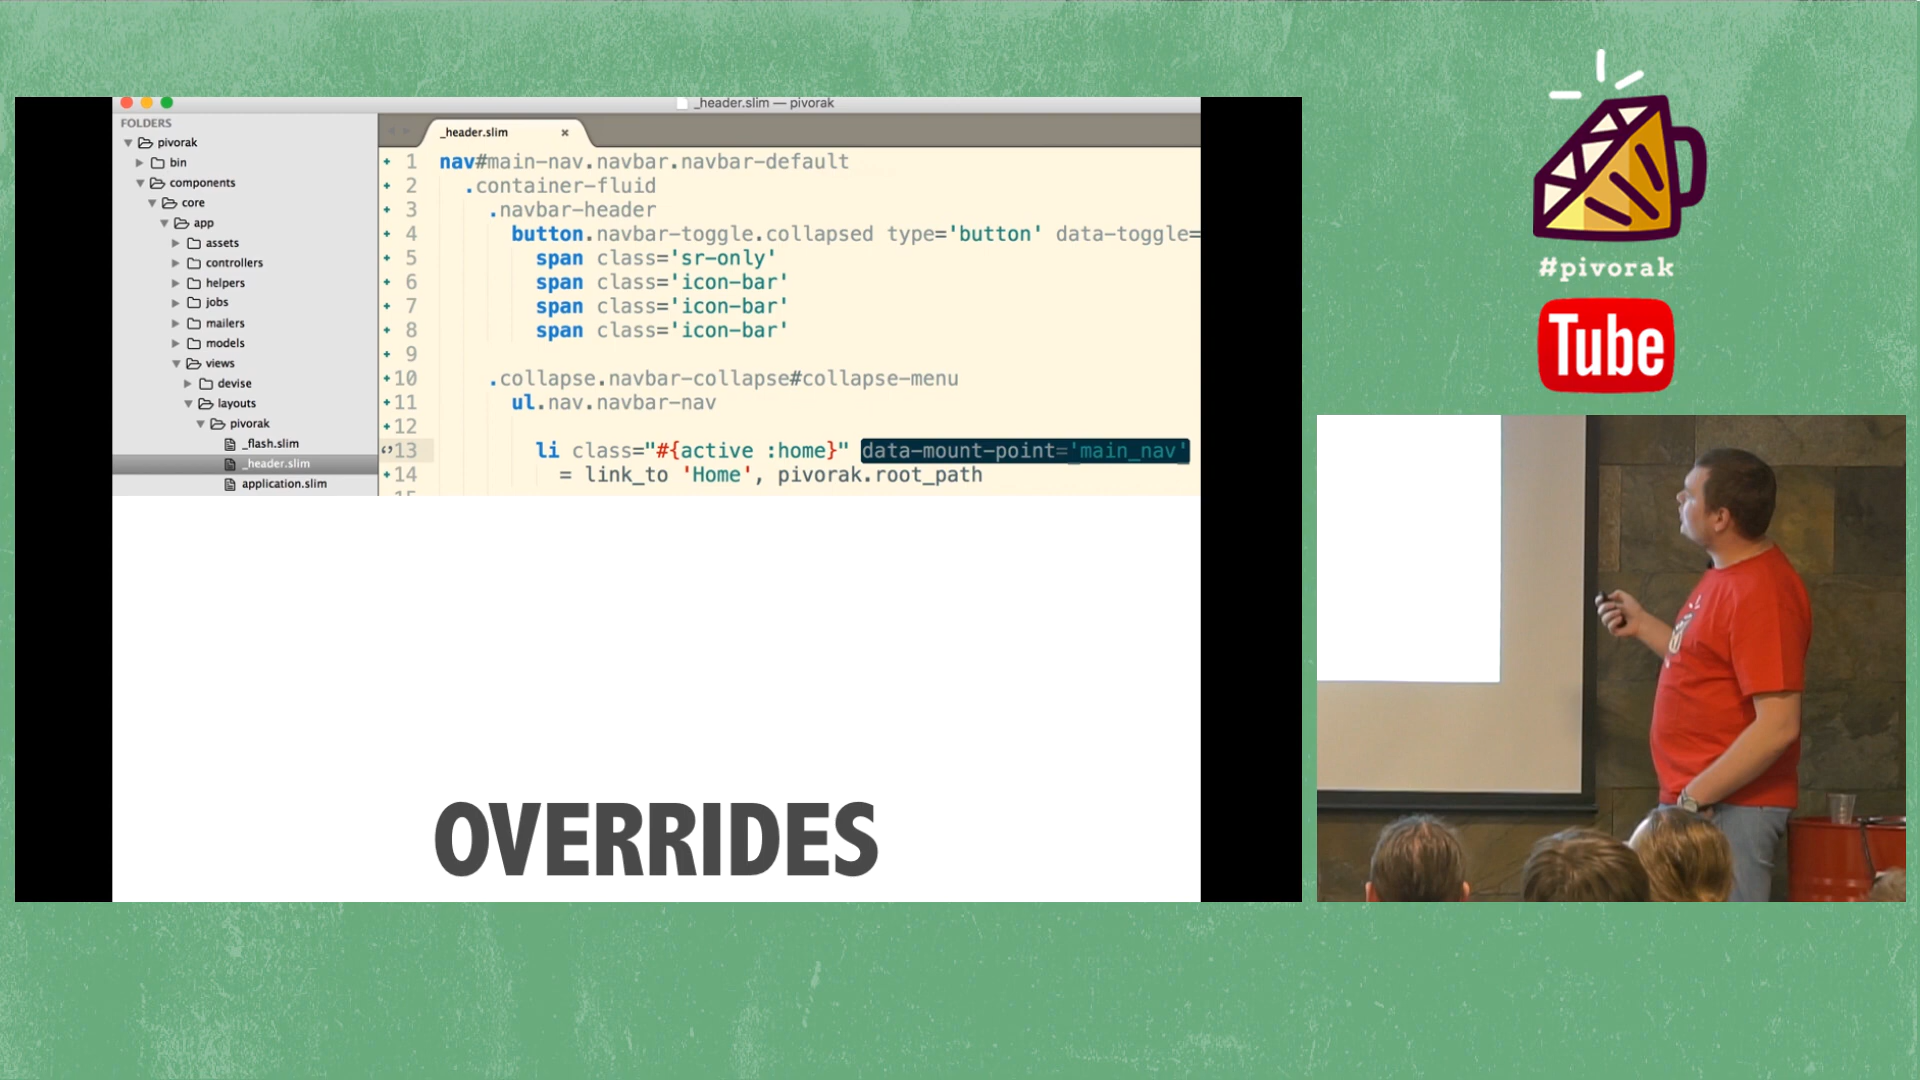 _header.slim — pivorak
FOLDERS
pivorak
bin
components
core
app
assets
controllers
helpers
jobs
mailers
models
views
devise
layouts
pivorak
_flash.slim
_header.slim
application.slim
_header.slim ×
1 nav#main-nav.navbar.navbar-default
2 .container-fluid
3 .navbar-header
4 button.navbar-toggle.collapsed type='button' data-toggle=
5 span class='sr-only'
6 span class='icon-bar'
7 span class='icon-bar'
8 span class='icon-bar'
9
10 .collapse.navbar-collapse#collapse-menu
11 ul.nav.navbar-nav
12
13 li class="#{active :home}" data-mount-point='main_nav'
14 = link_to 'Home', pivorak.root_path
OVERRIDES
#pivorak
Tube